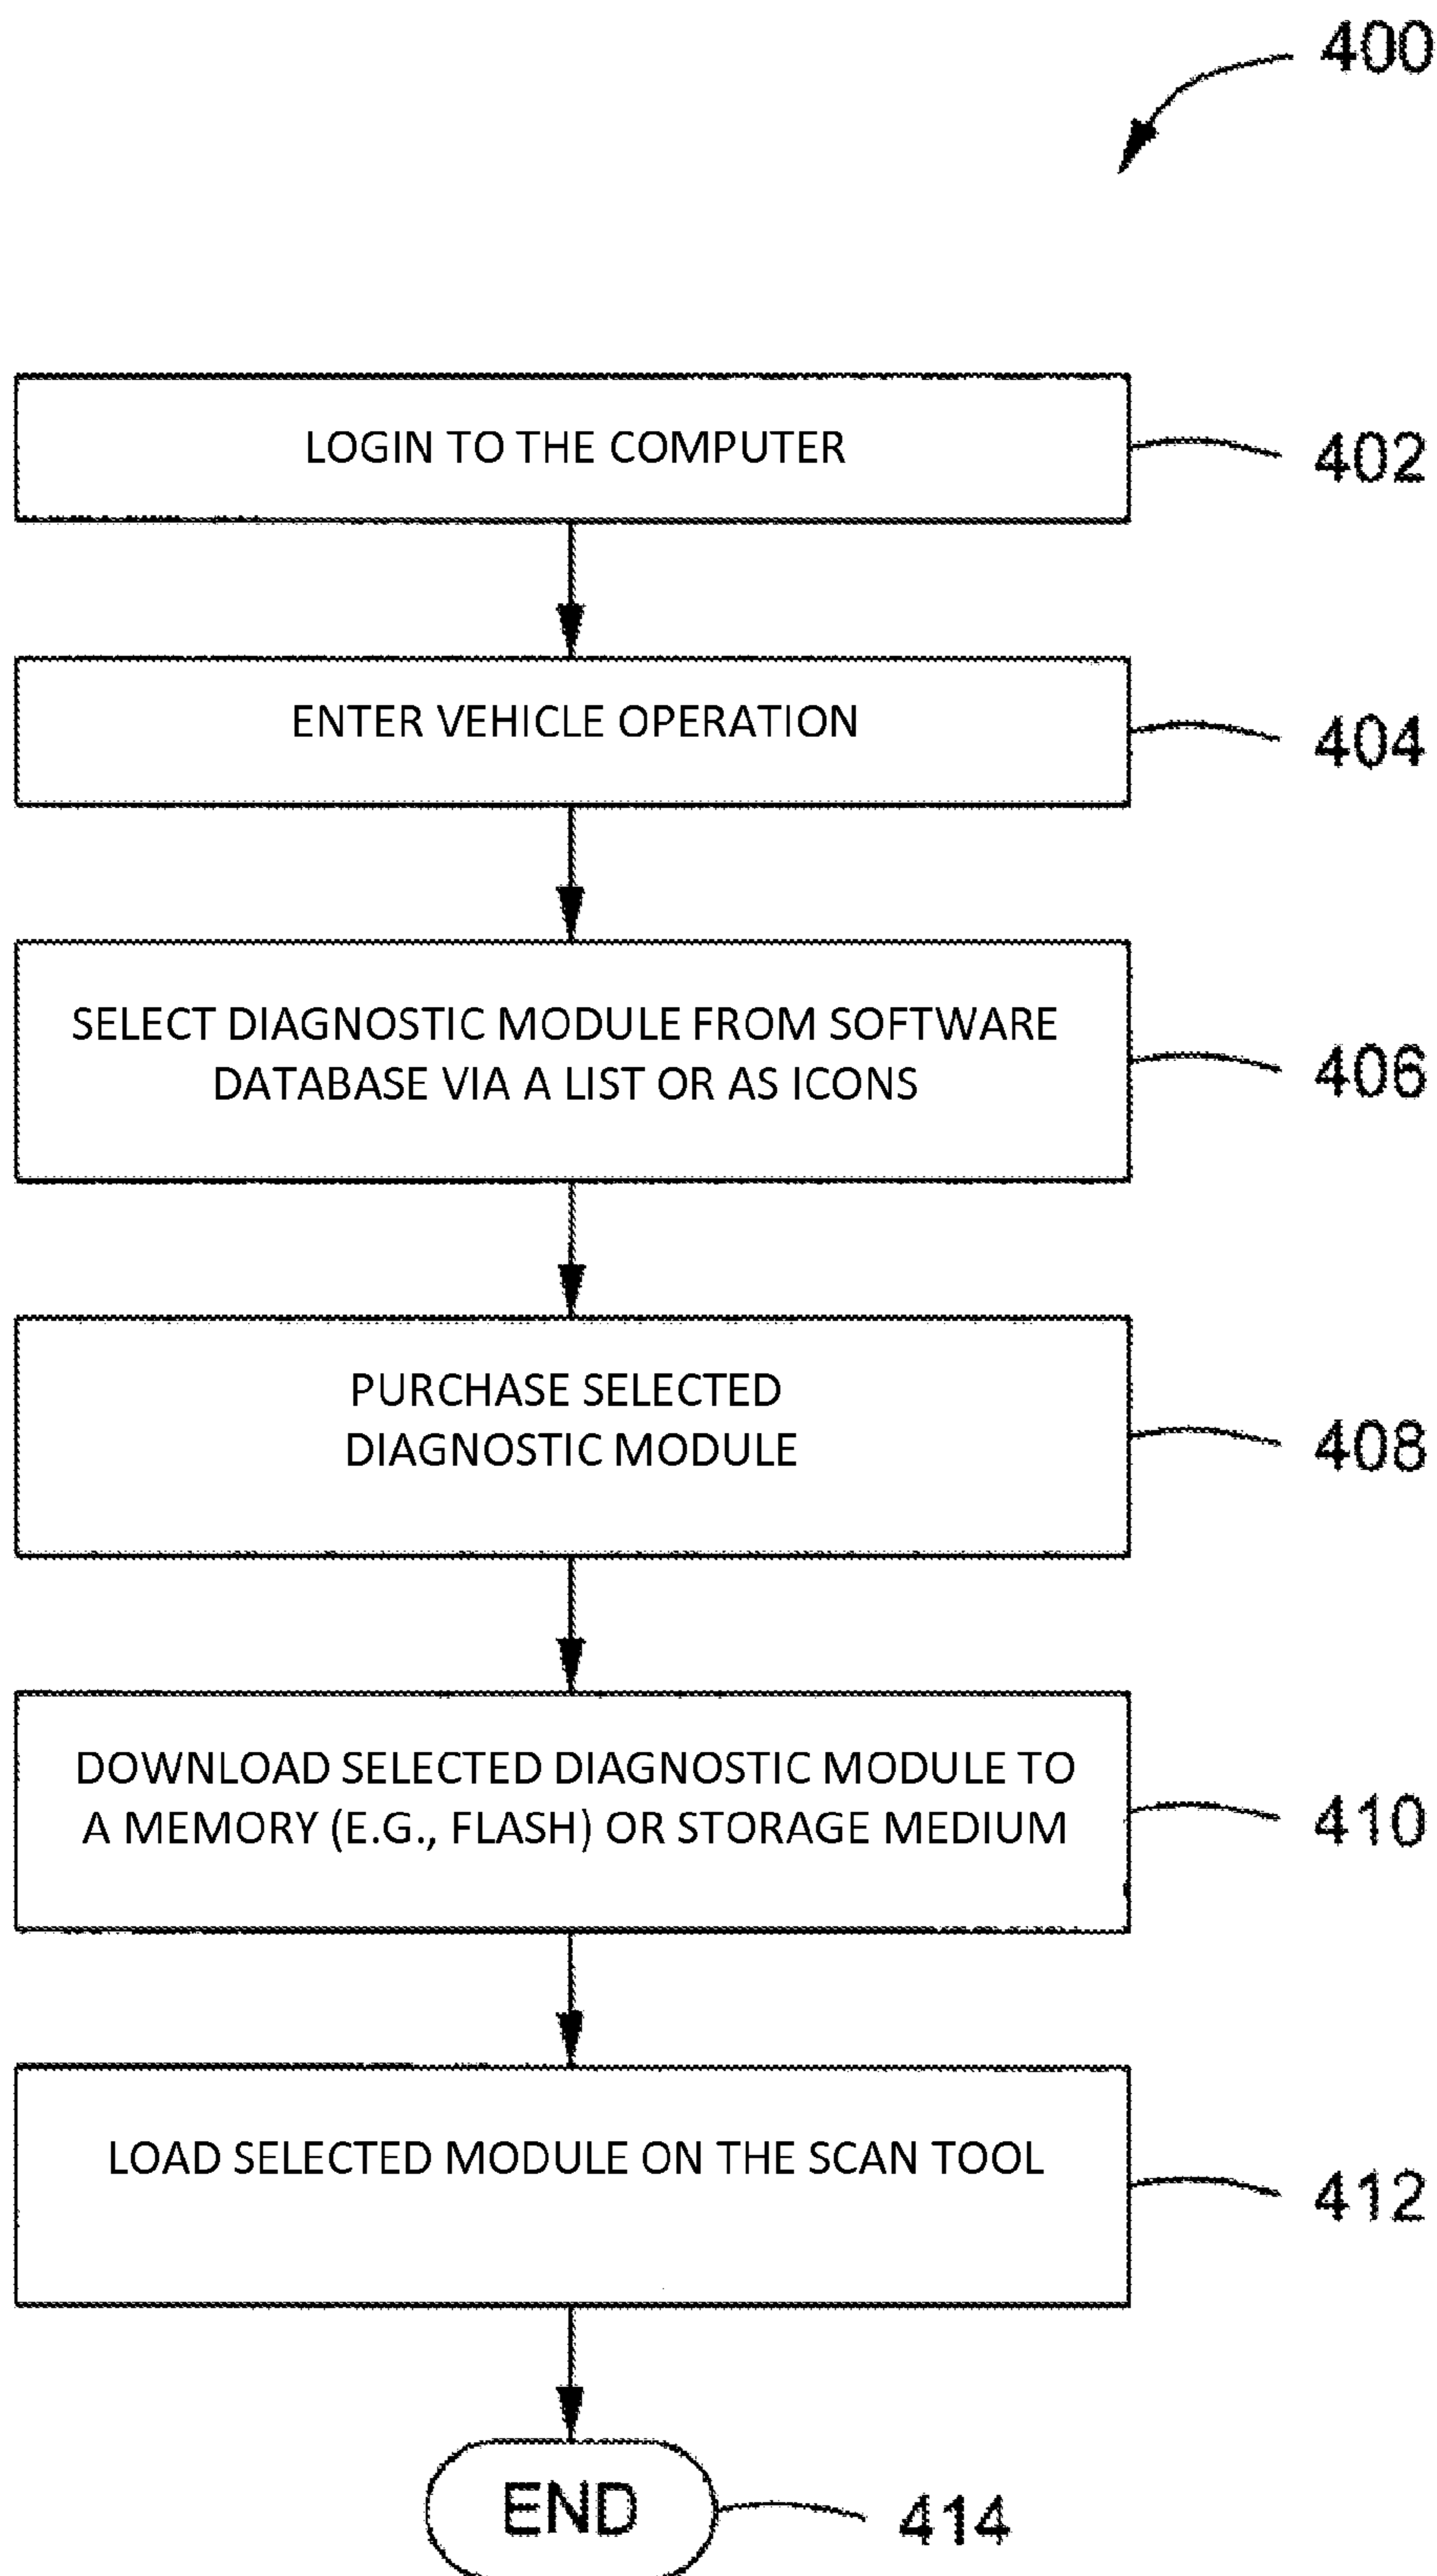 400
LOGIN TO THE COMPUTER
402
ENTER VEHICLE OPERATION
404
SELECT DIAGNOSTIC MODULE FROM SOFTWARE
DATABASE VIA A LIST OR AS ICONS
406
PURCHASE SELECTED
DIAGNOSTIC MODULE
408
DOWNLOAD SELECTED DIAGNOSTIC MODULE TO
A MEMORY (E.G., FLASH) OR STORAGE MEDIUM
410
LOAD SELECTED MODULE ON THE SCAN TOOL
412
END
414